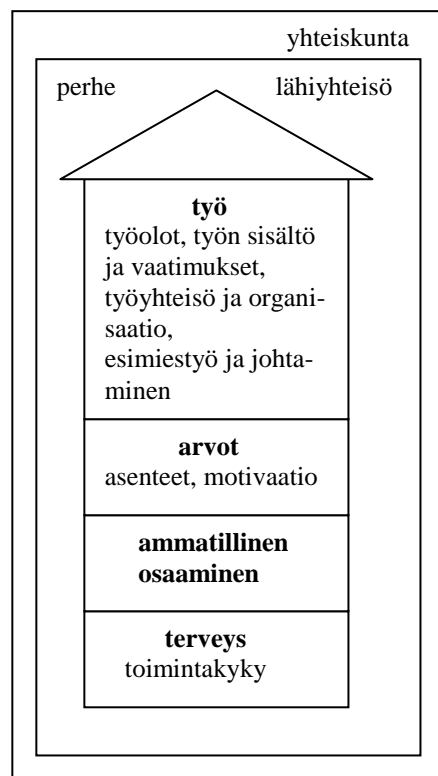 yhteiskunta
perhe
lähiyhteisö
työ
työolot, työn sisältö
ja vaatimukset,
työyhteisö ja organi-
saatio,
esimiestyö ja johta-
minen
arvot
asenteet, motivaatio
ammatillinen
osaaminen
terveys
toimintakyky